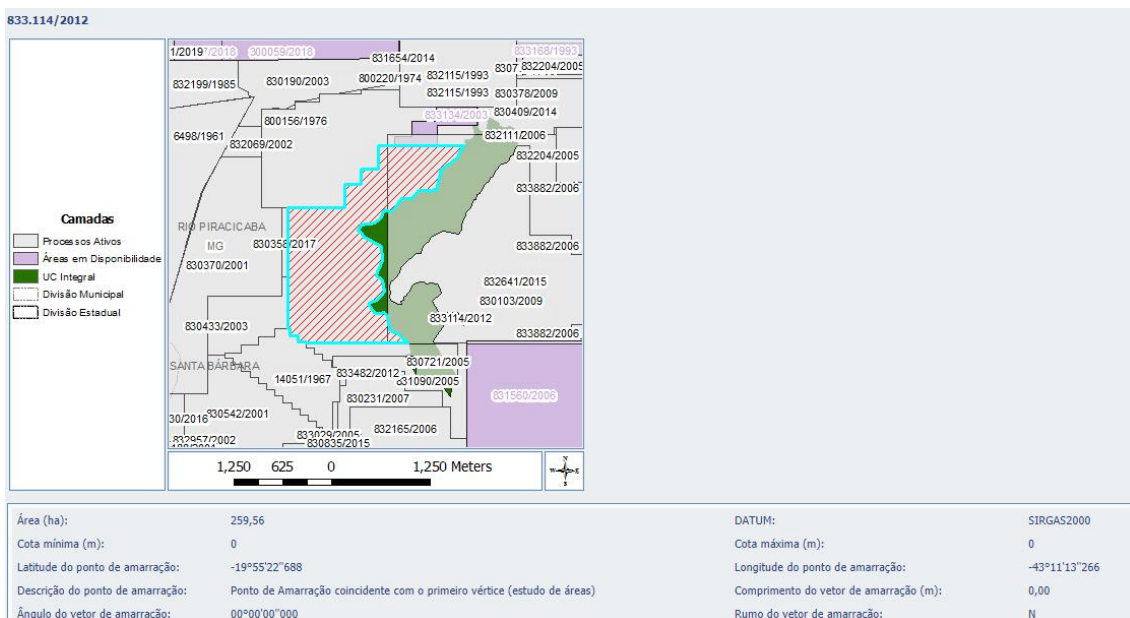 833.114/2012
1/2019 7/2018 300059/2018 833168/1993
831654/2014 8307 832204/2005
832199/1985 830190/2003 800220/1974 832115/1993
832115/1993 830378/2009
800156/1976 833134/2003 830409/2014
6498/1961 832069/2002 832111/2006
832204/2005
833882/2006
Camadas
Processos Ativos
Áreas em Disponibilidade
UC Integral
Divisão Municipal
Divisão Estadual
RIO PIRACICABA
MG 830358/2017 833882/2006
830370/2001
832641/2015
830103/2009
830433/2003 833114/2012
833882/2006
SANTA BÁRBARA 830721/2005
14051/1967 833482/2012 831090/2005
830231/2007 831560/2006
30/2016 830542/2001
832957/2002 833029/2005 832165/2006
830835/2015
1,250 625 0 1,250 Meters
N
W E
S
Área (ha): 259,56 DATUM: SIRGAS2000
Cota mínima (m): 0 Cota máxima (m): 0
Latitude do ponto de amarração: -19°55'22''688 Longitude do ponto de amarração: -43°11'13''266
Descrição do ponto de amarração: Ponto de Amarração coincidente com o primeiro vértice (estudo de áreas) Comprimento do vetor de amarração (m): 0,00
Ângulo do vetor de amarração: 00°00'00''000 Rumo do vetor de amarração: N